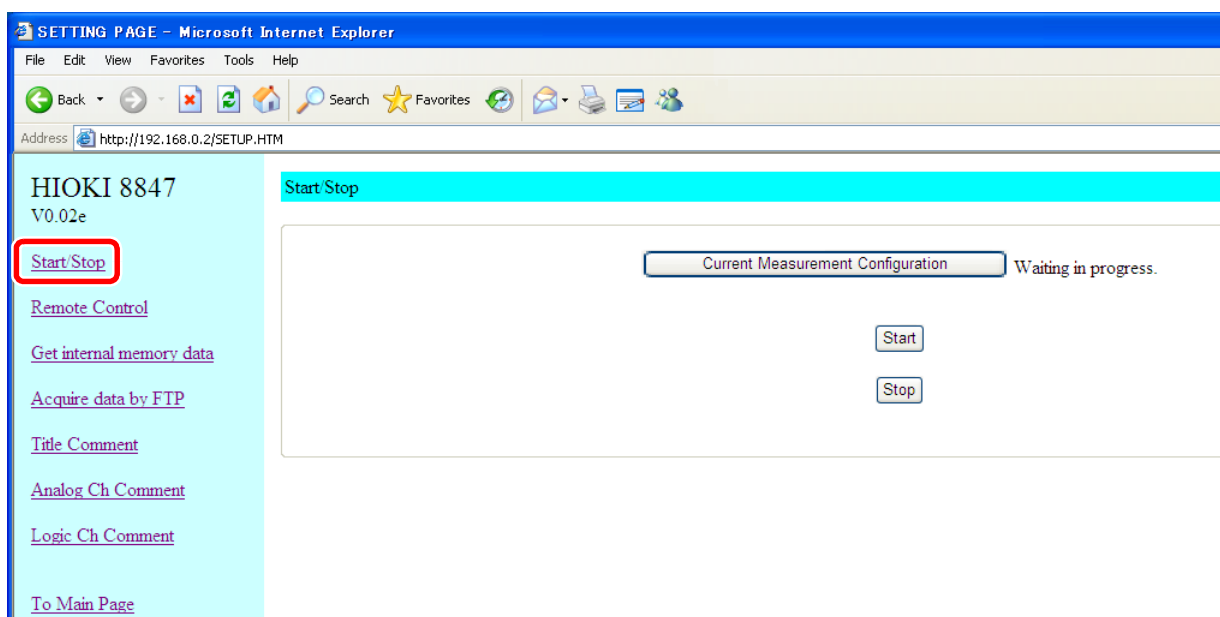 SETTING PAGE - Microsoft Internet Explorer
File Edit View Favorites Tools Help
Back Search Favorites
Address http://192.168.0.2/SETUP.HTM
HIOKI 8847
V0.02e
Start/Stop
Remote Control
Get internal memory data
Acquire data by FTP
Title Comment
Analog Ch Comment
Logic Ch Comment
To Main Page
Start/Stop
Current Measurement Configuration Waiting in progress.
Start
Stop